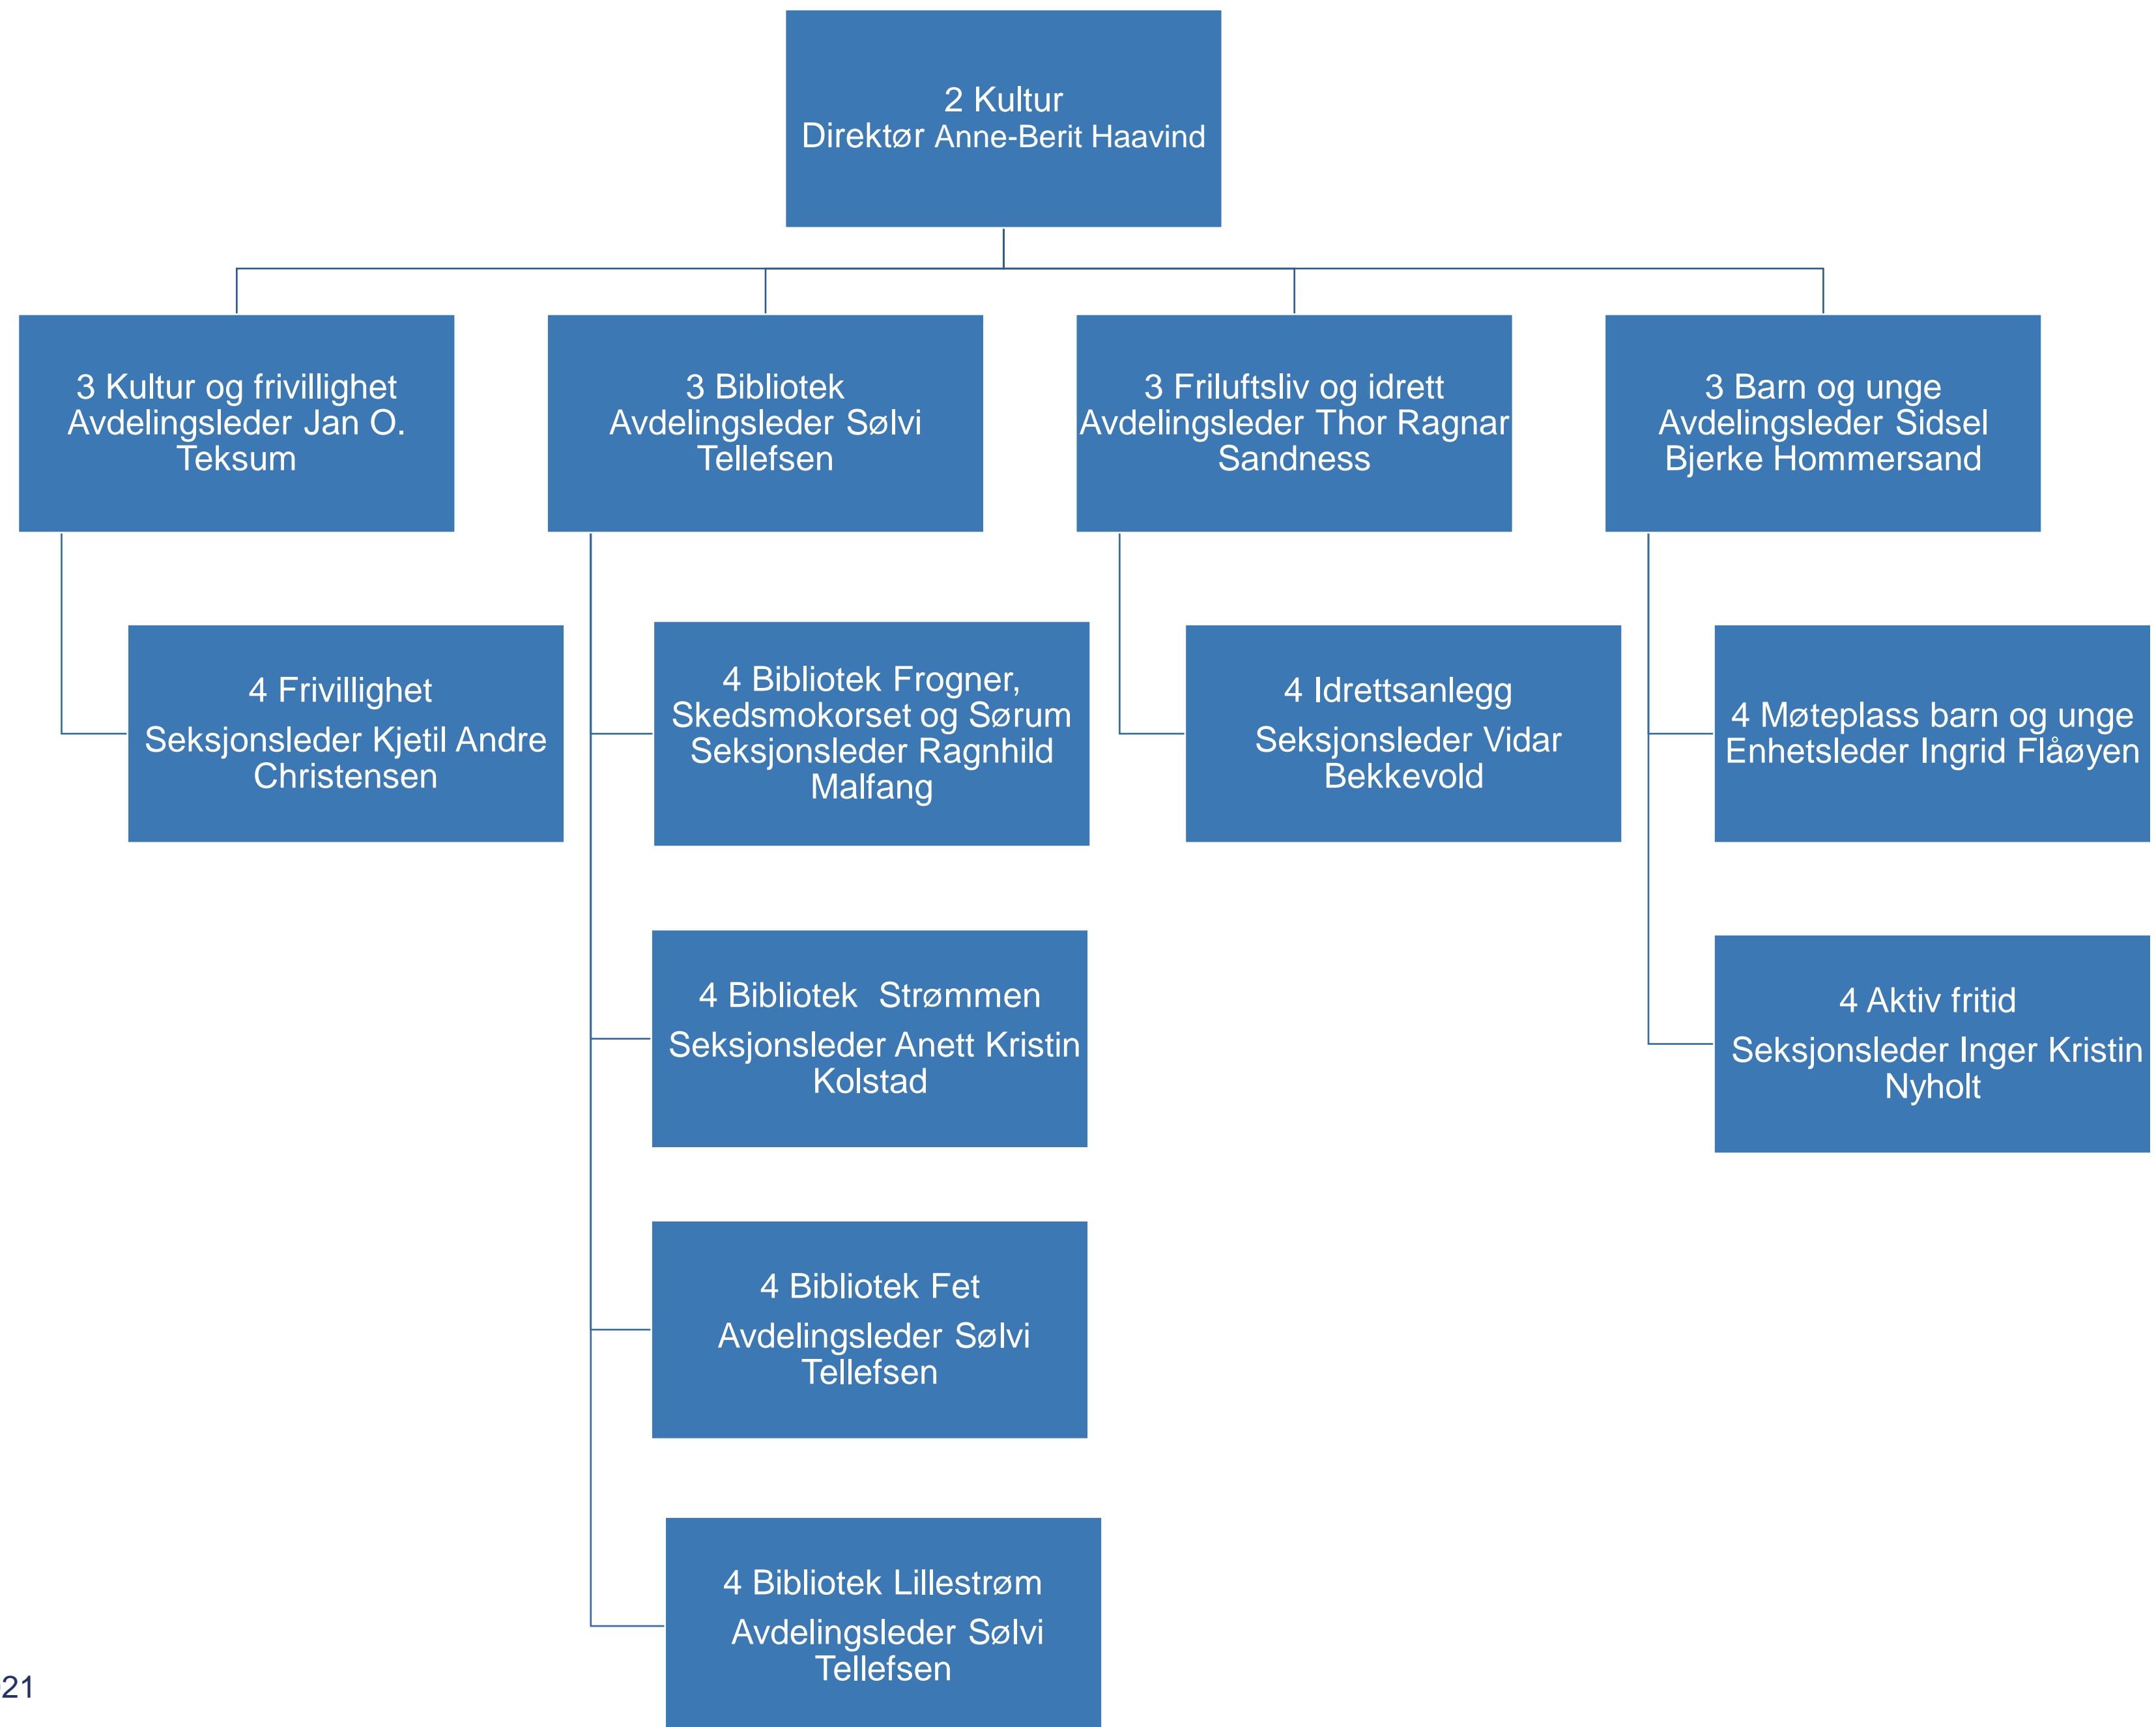 2 Kultur
Direktør Anne-Berit Haavind
3 Kultur og frivillighet
Avdelingsleder Jan O.
Teksum
3 Bibliotek
Avdelingsleder Sølvi
Tellefsen
3 Friluftsliv og idrett
Avdelingsleder Thor Ragnar
Sandness
3 Barn og unge
Avdelingsleder Sidsel
Bjerke Hommersand
4 Frivillighet
Seksjonsleder Kjetil Andre
Christensen
4 Bibliotek Frogner,
Skedsmokorset og Sørum
Seksjonsleder Ragnhild
Malfang
4 Idrettsanlegg
Seksjonsleder Vidar
Bekkevold
4 Møteplass barn og unge
Enhetsleder Ingrid Flåøyen
4 Bibliotek  Strømmen
Seksjonsleder Anett Kristin
Kolstad
4 Aktiv fritid
Seksjonsleder Inger Kristin
Nyholt
4 Bibliotek Fet
Avdelingsleder Sølvi
Tellefsen
4 Bibliotek Lillestrøm
Avdelingsleder Sølvi
Tellefsen
21